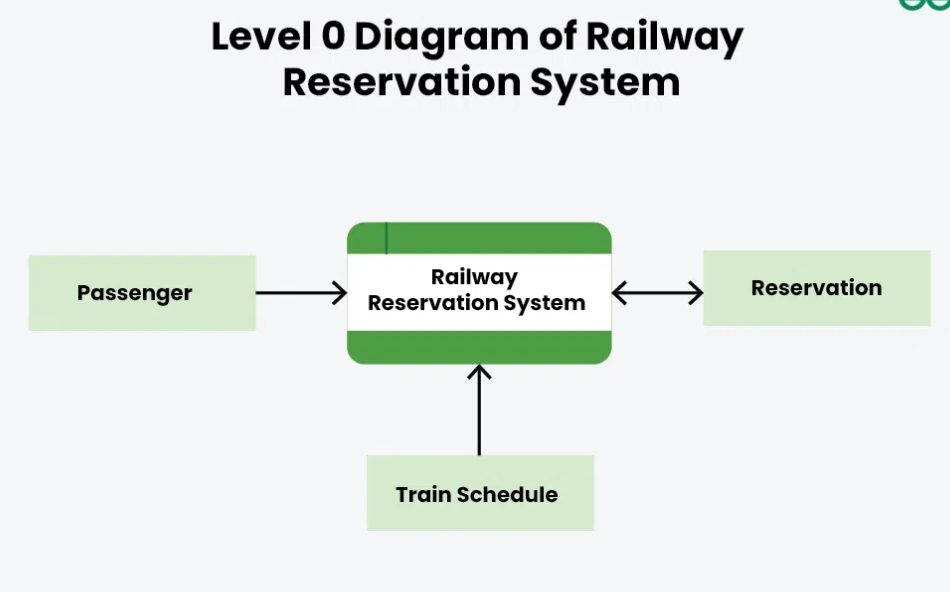 Level 0 Diagram of Railway
Reservation System
Passenger
Railway
Reservation System
Reservation
Train Schedule